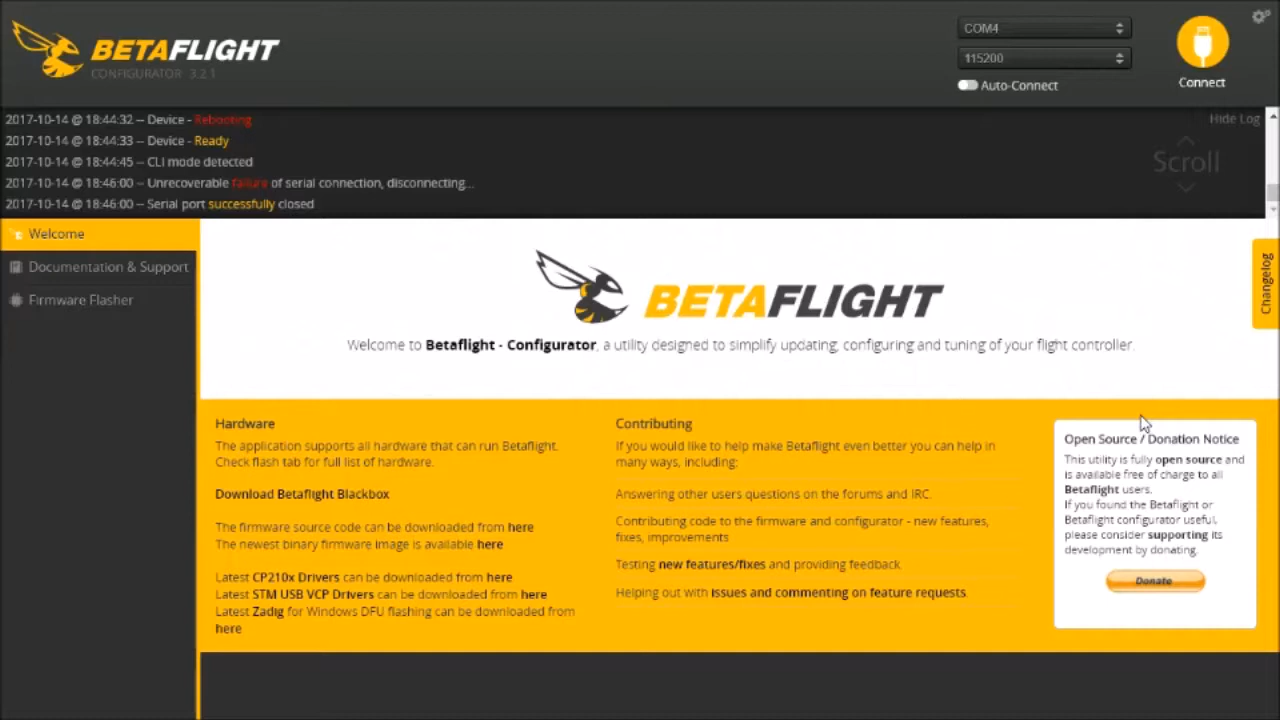 BETAFLIGHT
CONFIGURATOR 3.2.1
COM4
115200
Auto-Connect
Connect
2017-10-14 @ 18:44:32 -- Device - Rebooting
2017-10-14 @ 18:44:33 -- Device - Ready
2017-10-14 @ 18:44:45 -- CLI mode detected
2017-10-14 @ 18:46:00 -- Unrecoverable failure of serial connection, disconnecting...
2017-10-14 @ 18:46:00 -- Serial port successfully closed
Hide Log
Scroll
Welcome
Documentation & Support
Firmware Flasher
Changelog
BETAFLIGHT
Welcome to Betaflight - Configurator, a utility designed to simplify updating, configuring and tuning of your flight controller.
Hardware
The application supports all hardware that can run Betaflight.
Check flash tab for full list of hardware.
Download Betaflight Blackbox
The firmware source code can be downloaded from here
The newest binary firmware image is available here
Latest CP210x Drivers can be downloaded from here
Latest STM USB VCP Drivers can be downloaded from here
Latest Zadig for Windows DFU flashing can be downloaded from
here
Contributing
If you would like to help make Betaflight even better you can help in
many ways, including:
Answering other users questions on the forums and IRC.
Contributing code to the firmware and configurator - new features,
fixes, improvements
Testing new features/fixes and providing feedback.
Helping out with issues and commenting on feature requests.
Open Source / Donation Notice
This utility is fully open source and
is available free of charge to all
Betaflight users.
If you found the Betaflight or
Betaflight configurator useful,
please consider supporting its
development by donating.
Donate